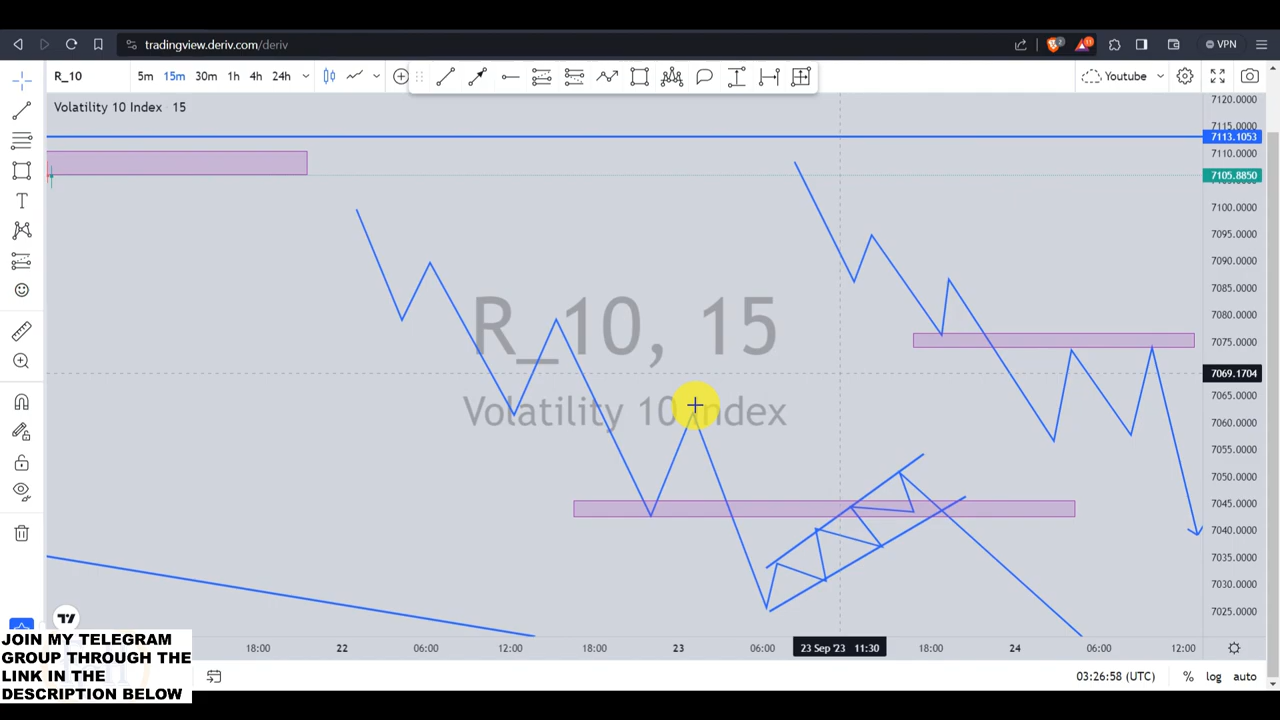 tradingview.deriv.com/deriv
2
11
VPN
R_10
5m 15m 30m 1h 4h 24h
Youtube
Volatility 10 Index 15
7120.0000
7115.0000
7113.1053
7110.0000
7105.8850
7100.0000
7095.0000
7090.0000
7085.0000
7080.0000
7075.0000
7069.1704
7065.0000
7060.0000
7055.0000
7050.0000
7045.0000
7040.0000
7035.0000
7030.0000
7025.0000
R_10, 15
Volatility 10 Index
18:00 22 06:00 12:00 18:00 23 06:00 23 Sep '23 11:30 18:00 24 06:00 12:00
03:26:58 (UTC) % log auto
JOIN MY TELEGRAM
GROUP THROUGH THE
LINK IN THE
DESCRIPTION BELOW